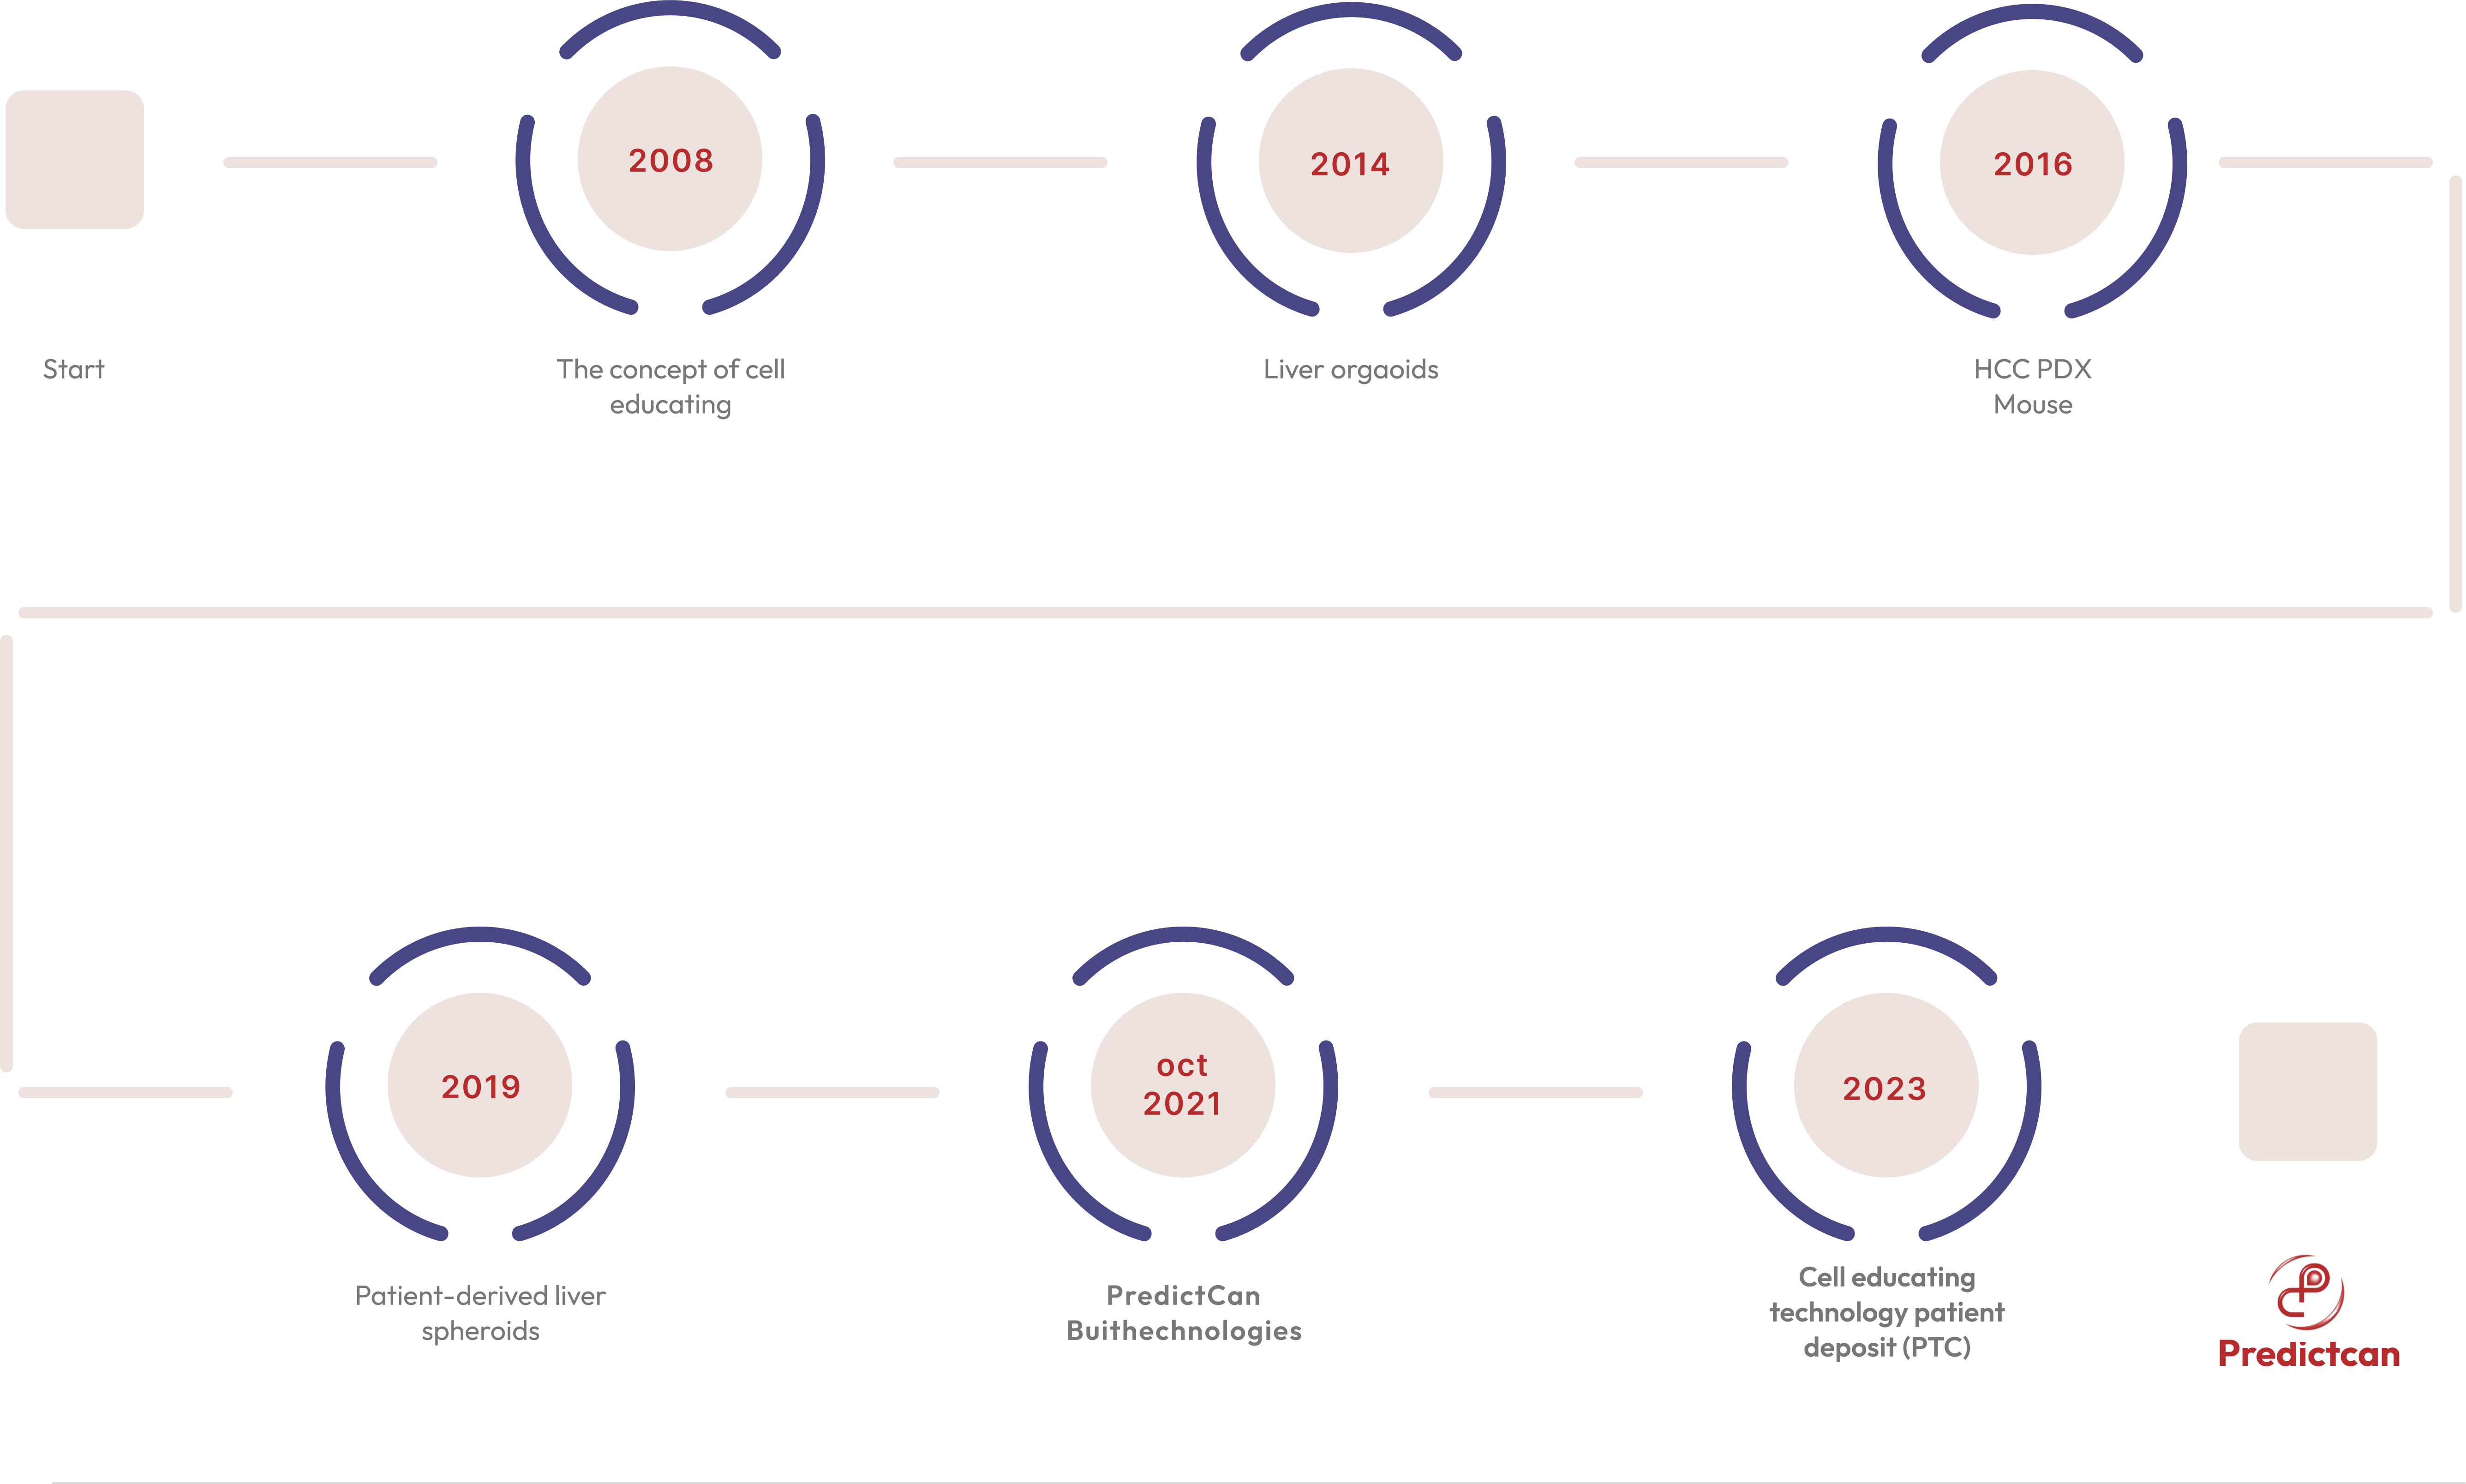 2008
2014
2016
Start
The concept of cell
educating
Liver orgaoids
HCC PDX
Mouse
2019
oct
2021
2023
Patient-derived liver
spheroids
PredictCan
Buithechnologies
Cell educating
technology patient
deposit (PTC)
Predictcan